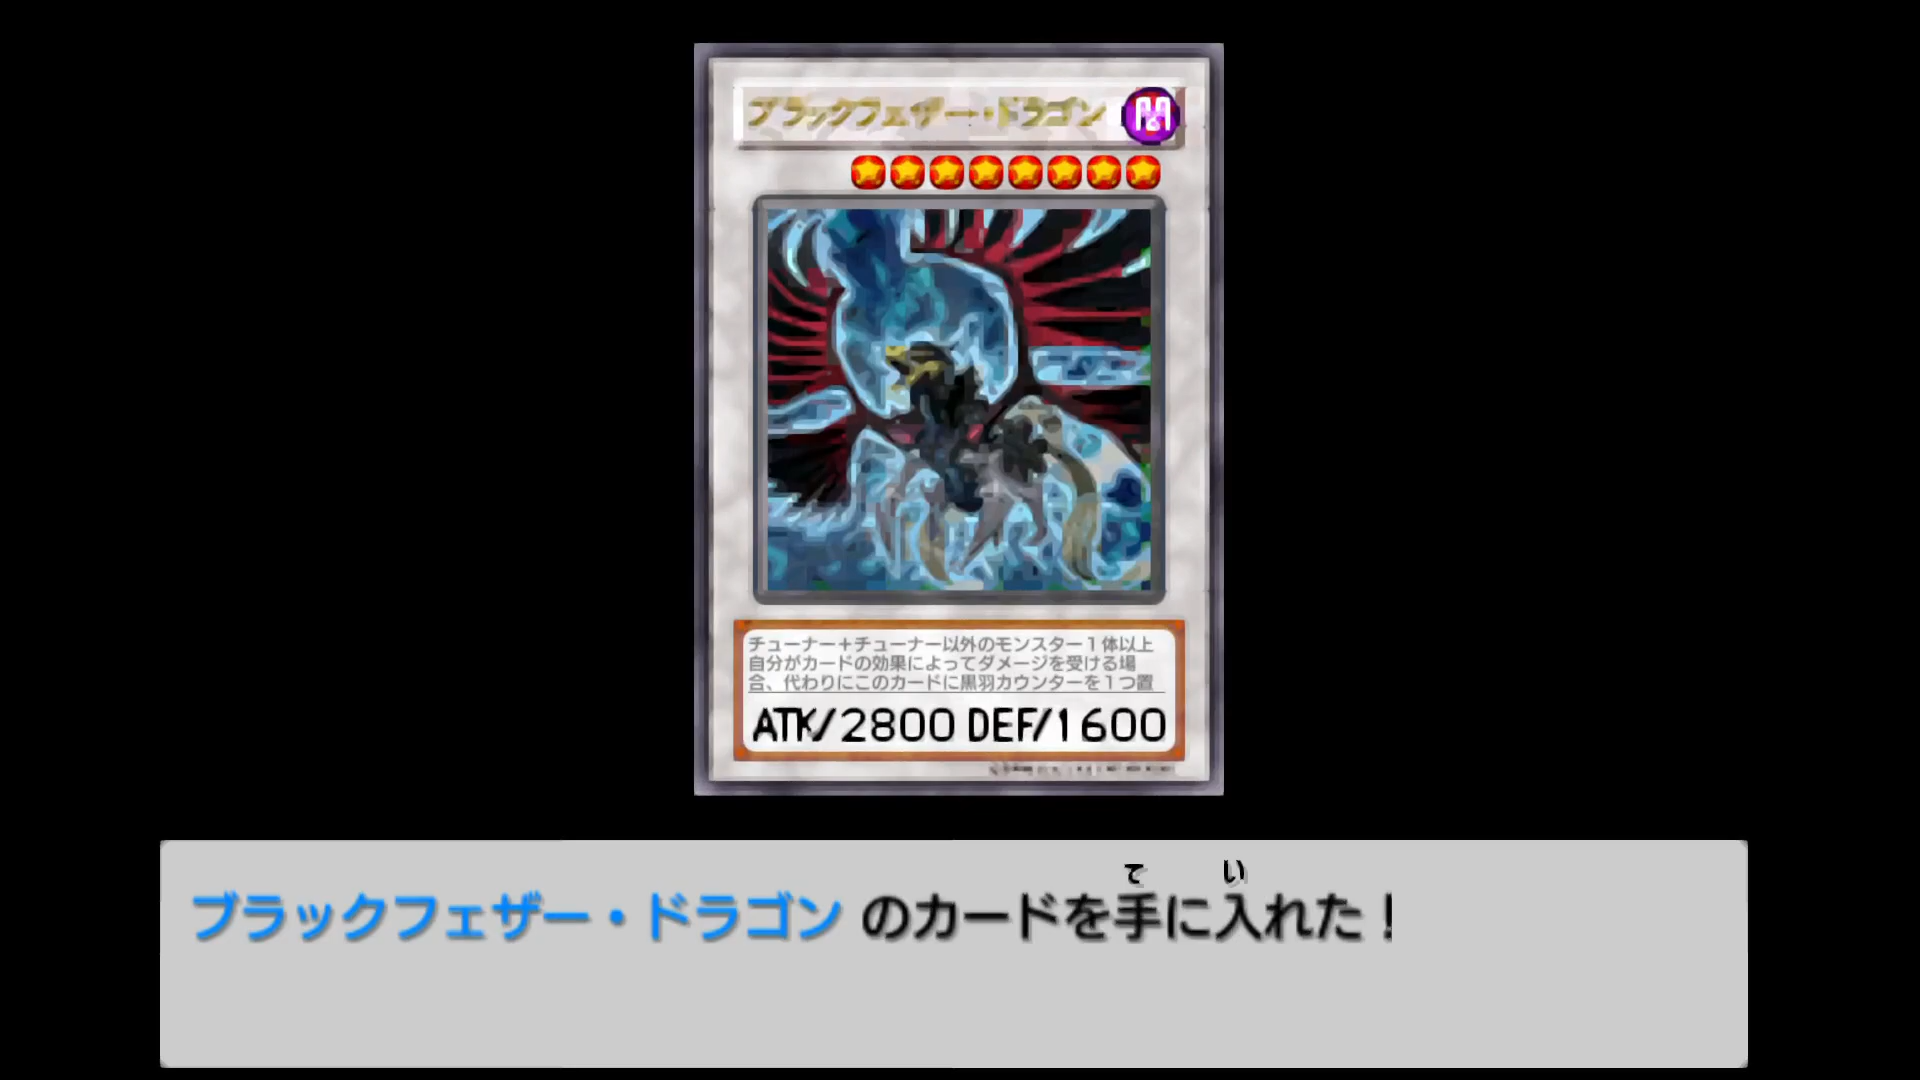 ブラックフェザー・ドラゴン
チューナー＋チューナー以外のモンスター１体以上
自分がカードの効果によってダメージを受ける場
合、代わりにこのカードに黒羽カウンターを１つ置
ATK/2800 DEF/1600
て い
ブラックフェザー・ドラゴン のカードを手に入れた！